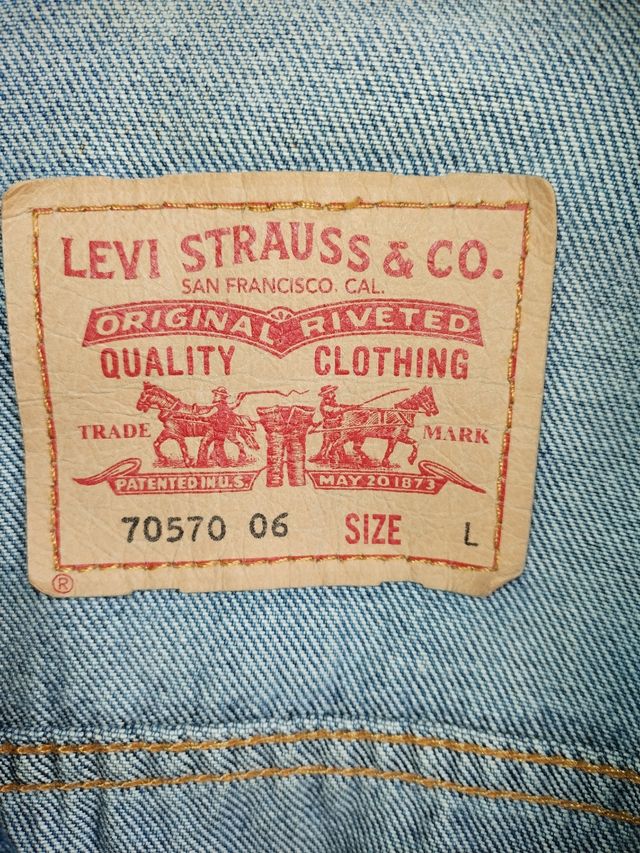 LEVI STRAUSS & CO.
SAN FRANCISCO. CAL.
ORIGINAL RIVETED
QUALITY CLOTHING
TRADE MARK
PATENTED IN U.S. MAY 20 1873
70570 06 SIZE L
®